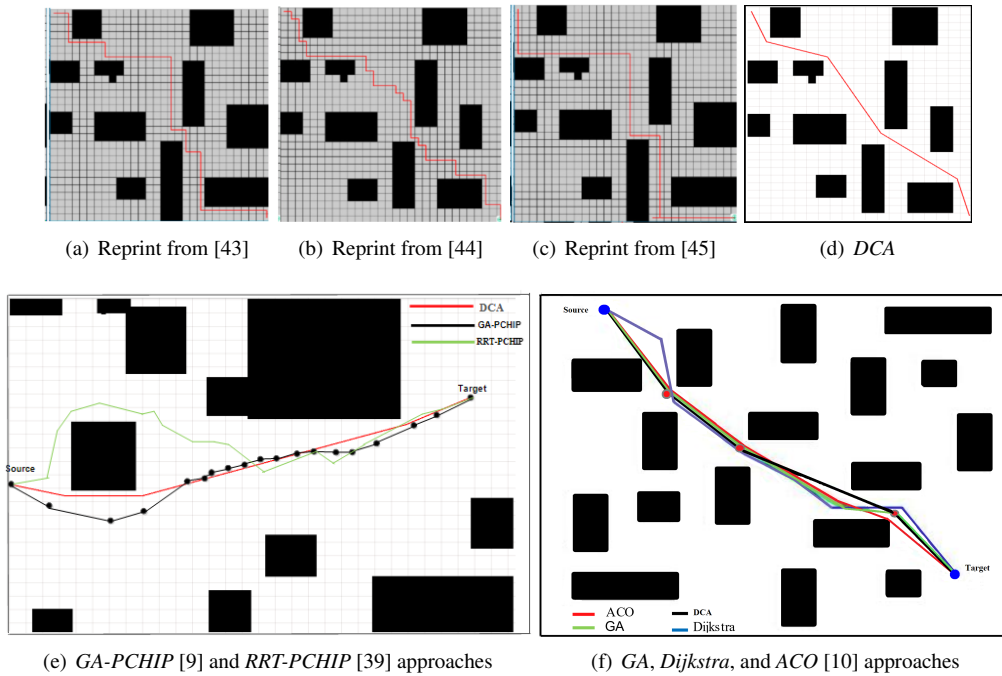 (a) Reprint from [43]
(b) Reprint from [44]
(c) Reprint from [45]
(d) DCA
DCA
GA-PCHIP
RRT-PCHIP
Target
Source
(e) GA-PCHIP [9] and RRT-PCHIP [39] approaches
Source
Target
ACO
DCA
GA
Dijkstra
(f) GA, Dijkstra, and ACO [10] approaches